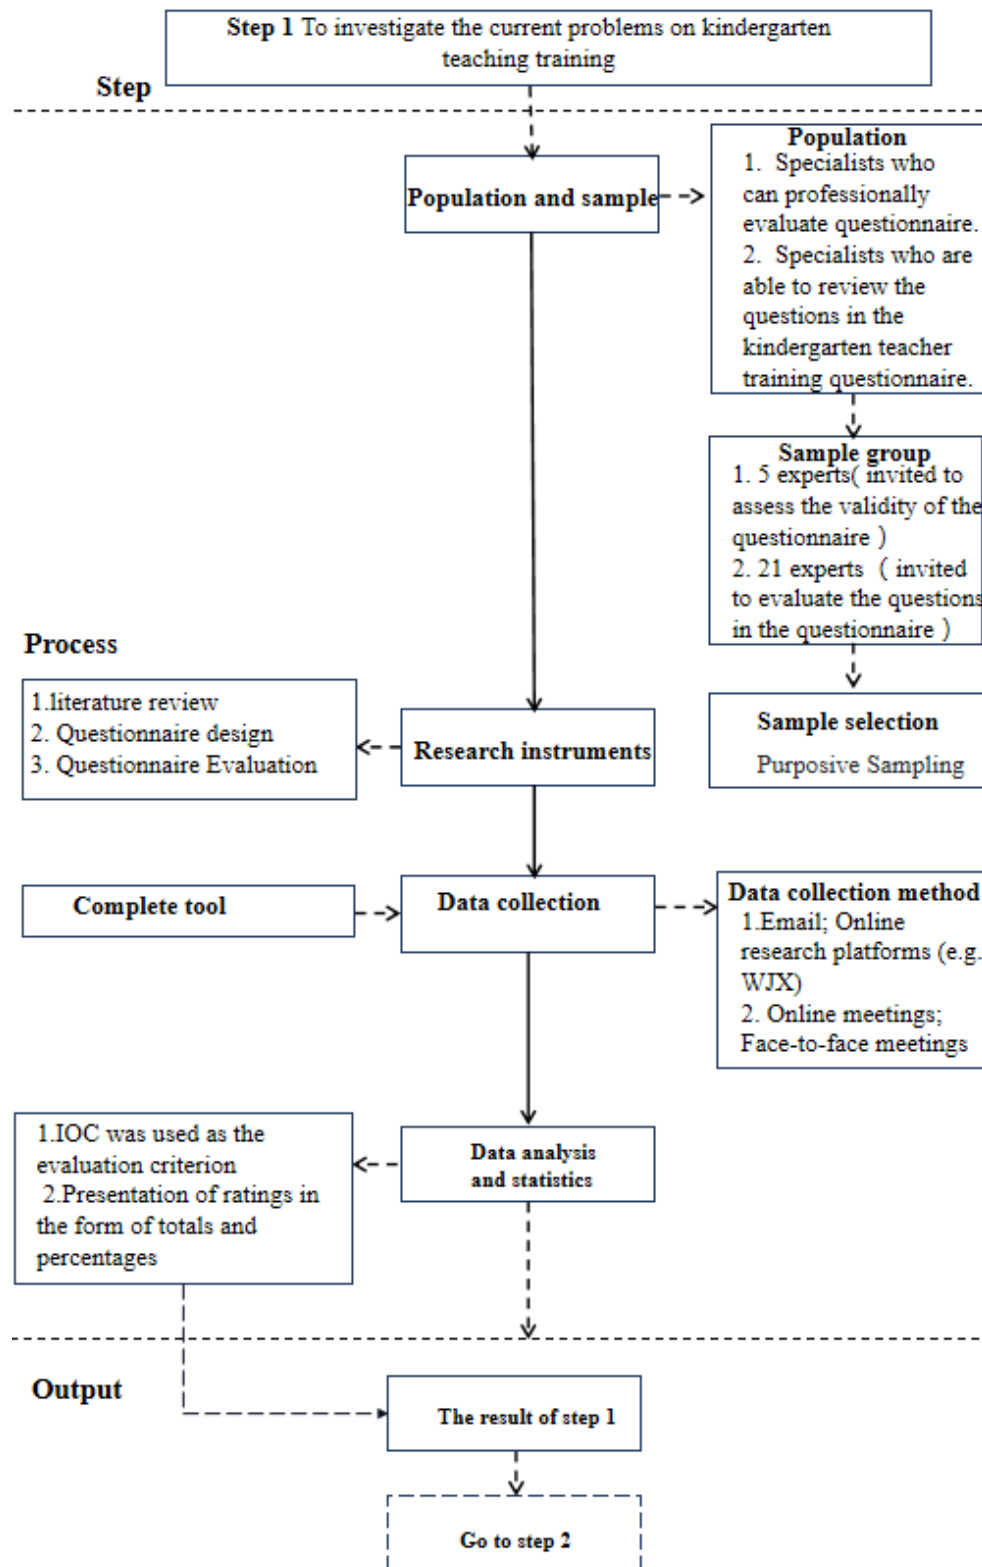 Step 1 To investigate the current problems on kindergarten
teaching training
Step
Population and sample
Population
1. Specialists who
can professionally
evaluate questionnaire.
2. Specialists who are
able to review the
questions in the
kindergarten teacher
training questionnaire.
Sample group
1. 5 experts( invited to
assess the validity of the
questionnaire )
2. 21 experts ( invited
to evaluate the questions
in the questionnaire )
Process
1.literature review
2. Questionnaire design
3. Questionnaire Evaluation
Research instruments
Sample selection
Purposive Sampling
Complete tool
Data collection
Data collection method
1.Email; Online
research platforms (e.g.
WJX)
2. Online meetings;
Face-to-face meetings
1.IOC was used as the
evaluation criterion
2.Presentation of ratings in
the form of totals and
percentages
Data analysis
and statistics
Output
The result of step 1
Go to step 2